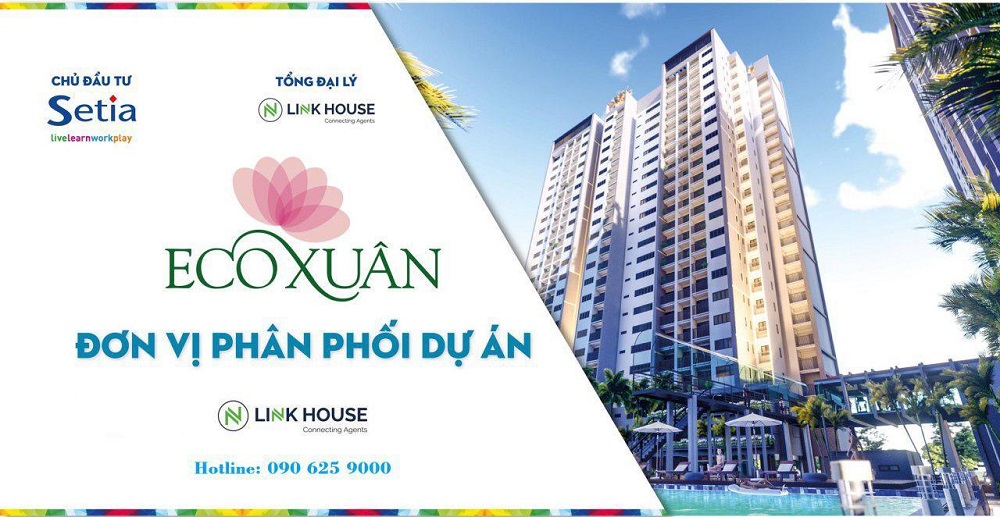 CHỦ ĐẦU TƯ
Setia
livelearnworkplay
TỔNG ĐẠI LÝ
LINK HOUSE
Connecting Agents
ECOXUÂN
ĐƠN VỊ PHÂN PHỐI DỰ ÁN
LINK HOUSE
Connecting Agents
Hotline: 090 625 9000